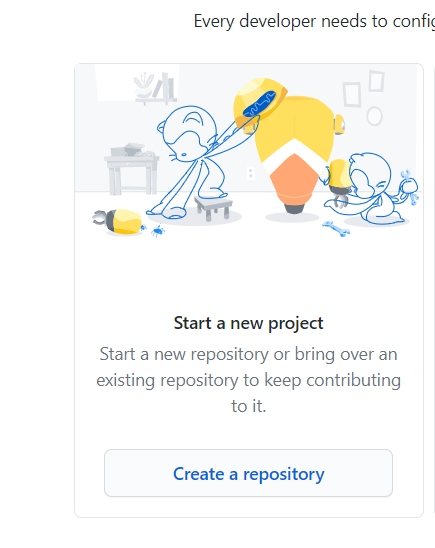 Every developer needs to
Start a new project
Start a new repository or bring over an
existing repository to keep contributing
to it.
Create a repository